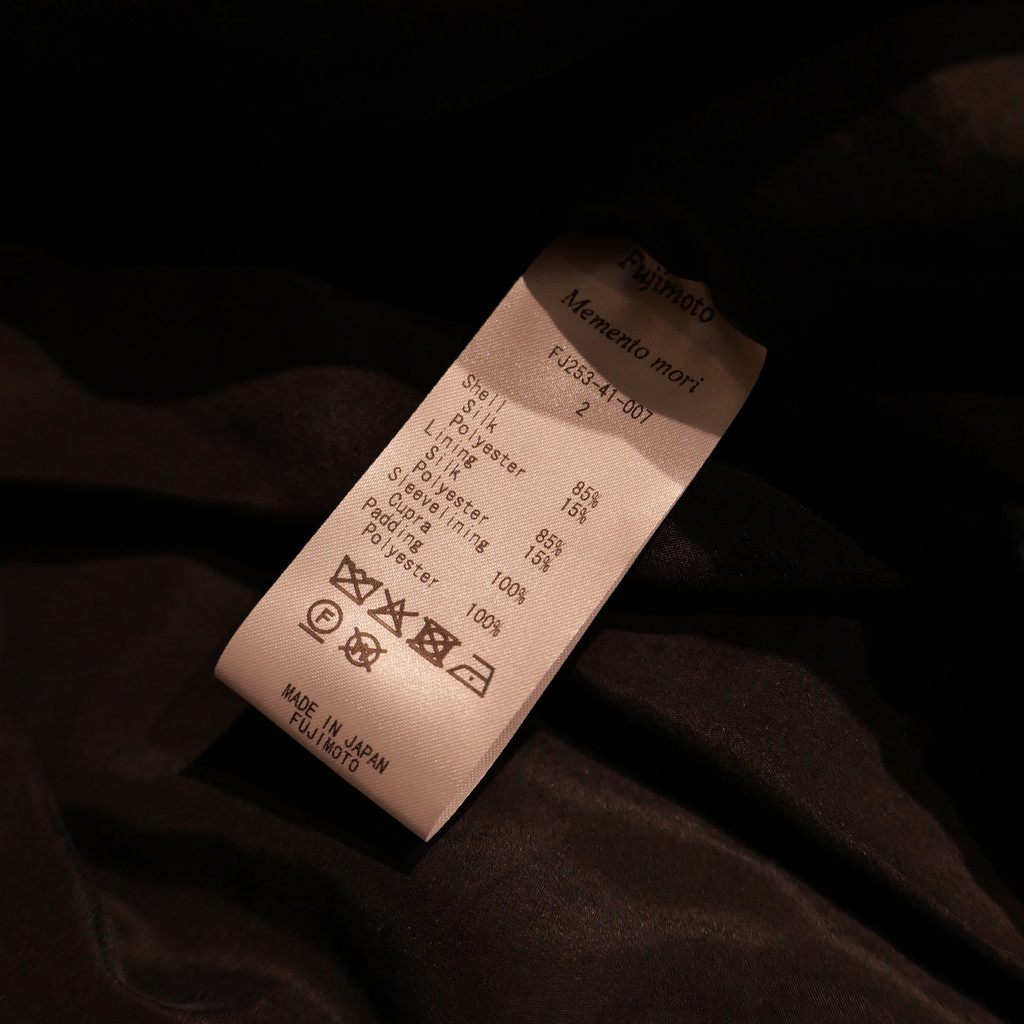 Fujimoto
Memento mori
FJ253-41-007
2
Shell
Silk 85%
Polyester 15%
Lining
Silk 85%
Polyester 15%
Sleevelining
Cupra 100%
Padding
Polyester 100%
F W
MADE IN JAPAN
FUJIMOTO